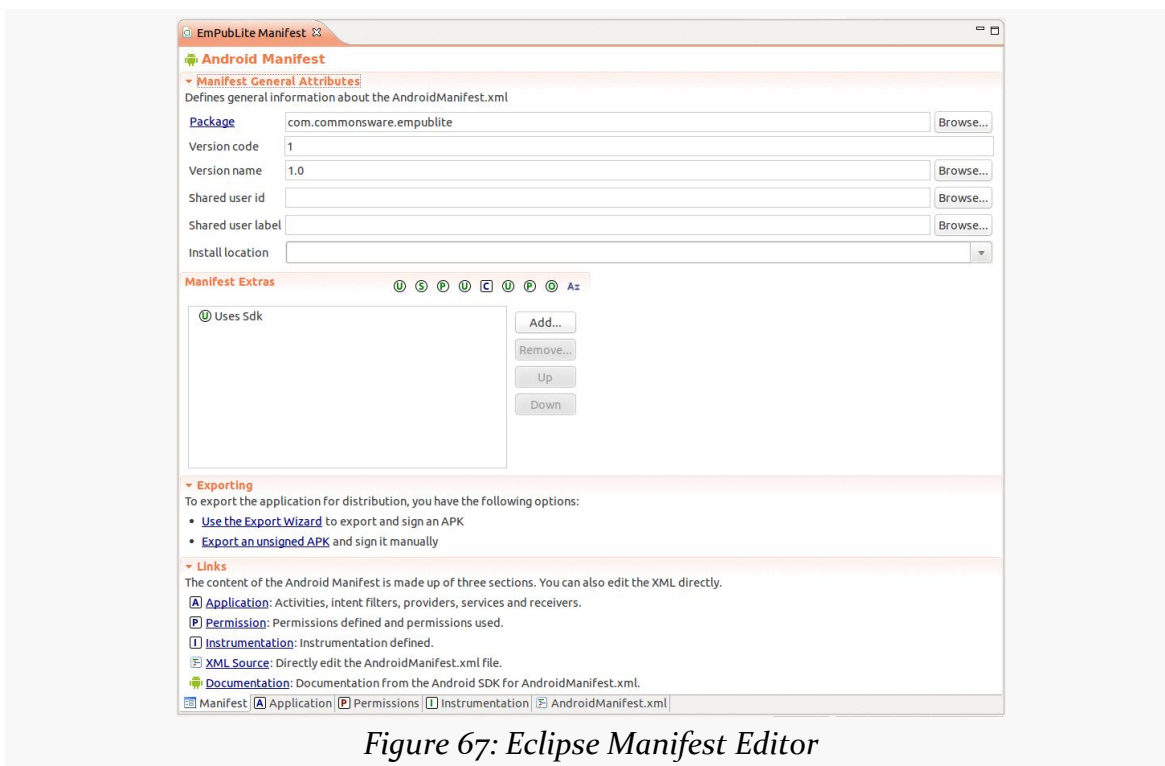 EmPubLite Manifest
Android Manifest
Manifest General Attributes
Defines general information about the AndroidManifest.xml
Package com.commonsware.empublite Browse...
Version code 1
Version name 1.0 Browse...
Shared user id Browse...
Shared user label Browse...
Install location
Manifest Extras U S P U C U P O Az
U Uses Sdk
Add...
Remove...
Up
Down
Exporting
To export the application for distribution, you have the following options:
• Use the Export Wizard to export and sign an APK
• Export an unsigned APK and sign it manually
Links
The content of the Android Manifest is made up of three sections. You can also edit the XML directly.
A Application: Activities, intent filters, providers, services and receivers.
P Permission: Permissions defined and permissions used.
I Instrumentation: Instrumentation defined.
XML Source: Directly edit the AndroidManifest.xml file.
Documentation: Documentation from the Android SDK for AndroidManifest.xml.
Manifest A Application P Permissions I Instrumentation AndroidManifest.xml
Figure 67: Eclipse Manifest Editor